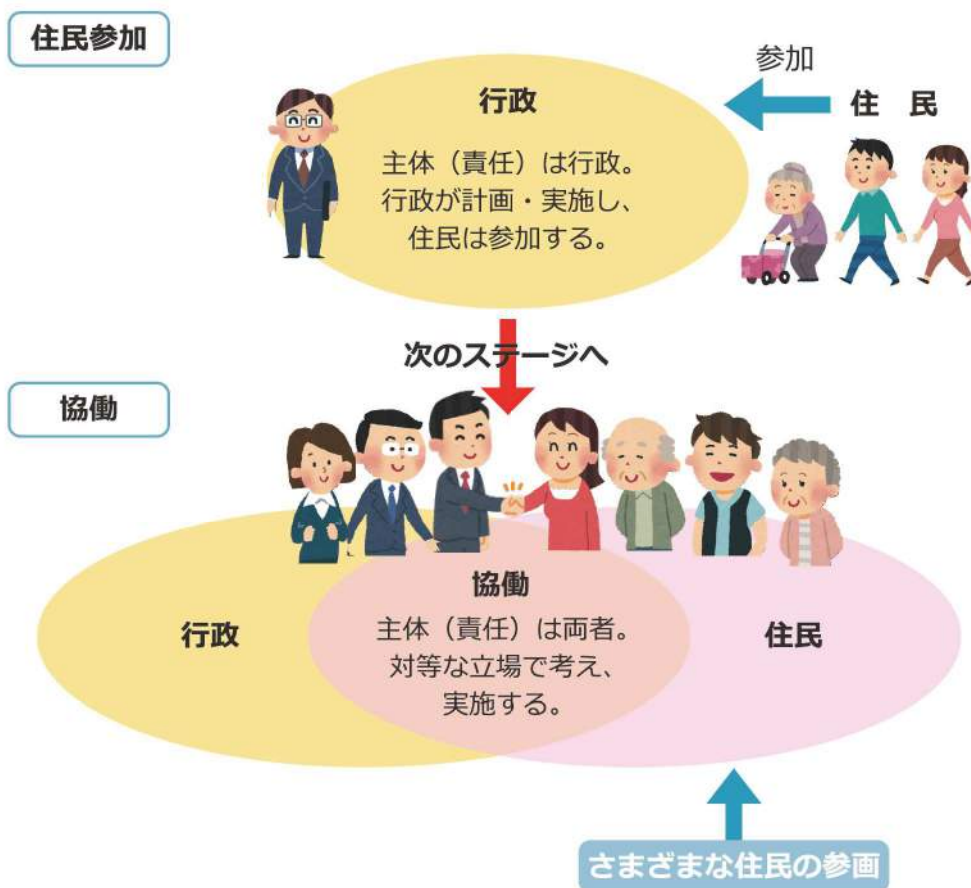 住民参加
参加
住　民
行政
主体（責任）は行政。
行政が計画・実施し、
住民は参加する。
次のステージへ
協働
協働
行政
主体（責任）は両者。
対等な立場で考え、
実施する。
住民
さまざまな住民の参画